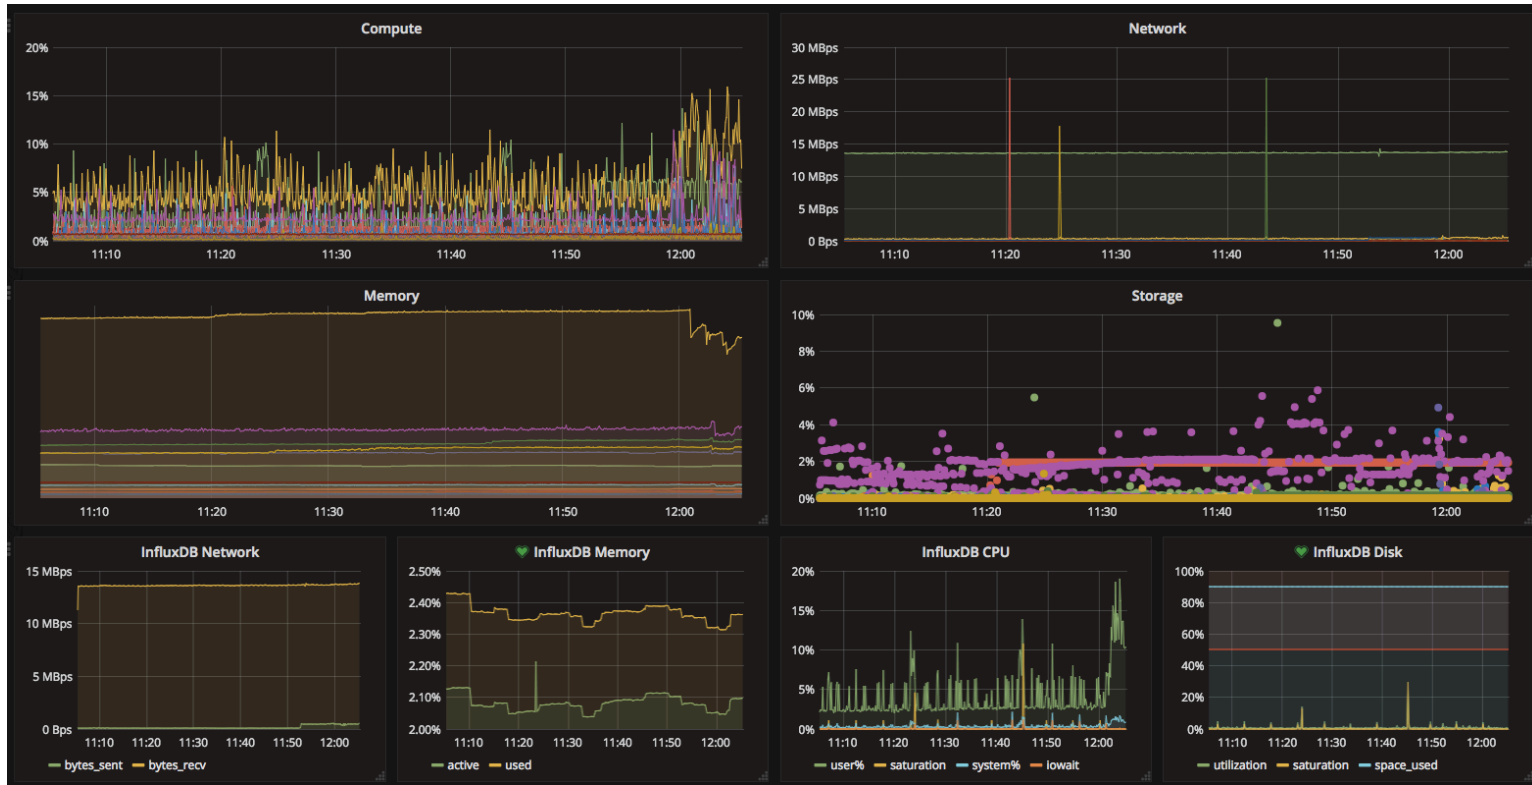 Compute
20%
15%
10%
5%
0%
11:10 11:20 11:30 11:40 11:50 12:00
Network
30 MBps
25 MBps
20 MBps
15 MBps
10 MBps
5 MBps
0 Bps
11:10 11:20 11:30 11:40 11:50 12:00
Memory
11:10 11:20 11:30 11:40 11:50 12:00
Storage
10%
8%
6%
4%
2%
0%
11:10 11:20 11:30 11:40 11:50 12:00
InfluxDB Network
15 MBps
10 MBps
5 MBps
0 Bps
11:10 11:20 11:30 11:40 11:50 12:00
bytes_sent bytes_recv
InfluxDB Memory
2.50%
2.40%
2.30%
2.20%
2.10%
2.00%
11:10 11:20 11:30 11:40 11:50 12:00
active used
InfluxDB CPU
20%
15%
10%
5%
0%
11:10 11:20 11:30 11:40 11:50 12:00
user% saturation system% iowait
InfluxDB Disk
100%
80%
60%
40%
20%
0%
11:10 11:20 11:30 11:40 11:50 12:00
utilization saturation space_used